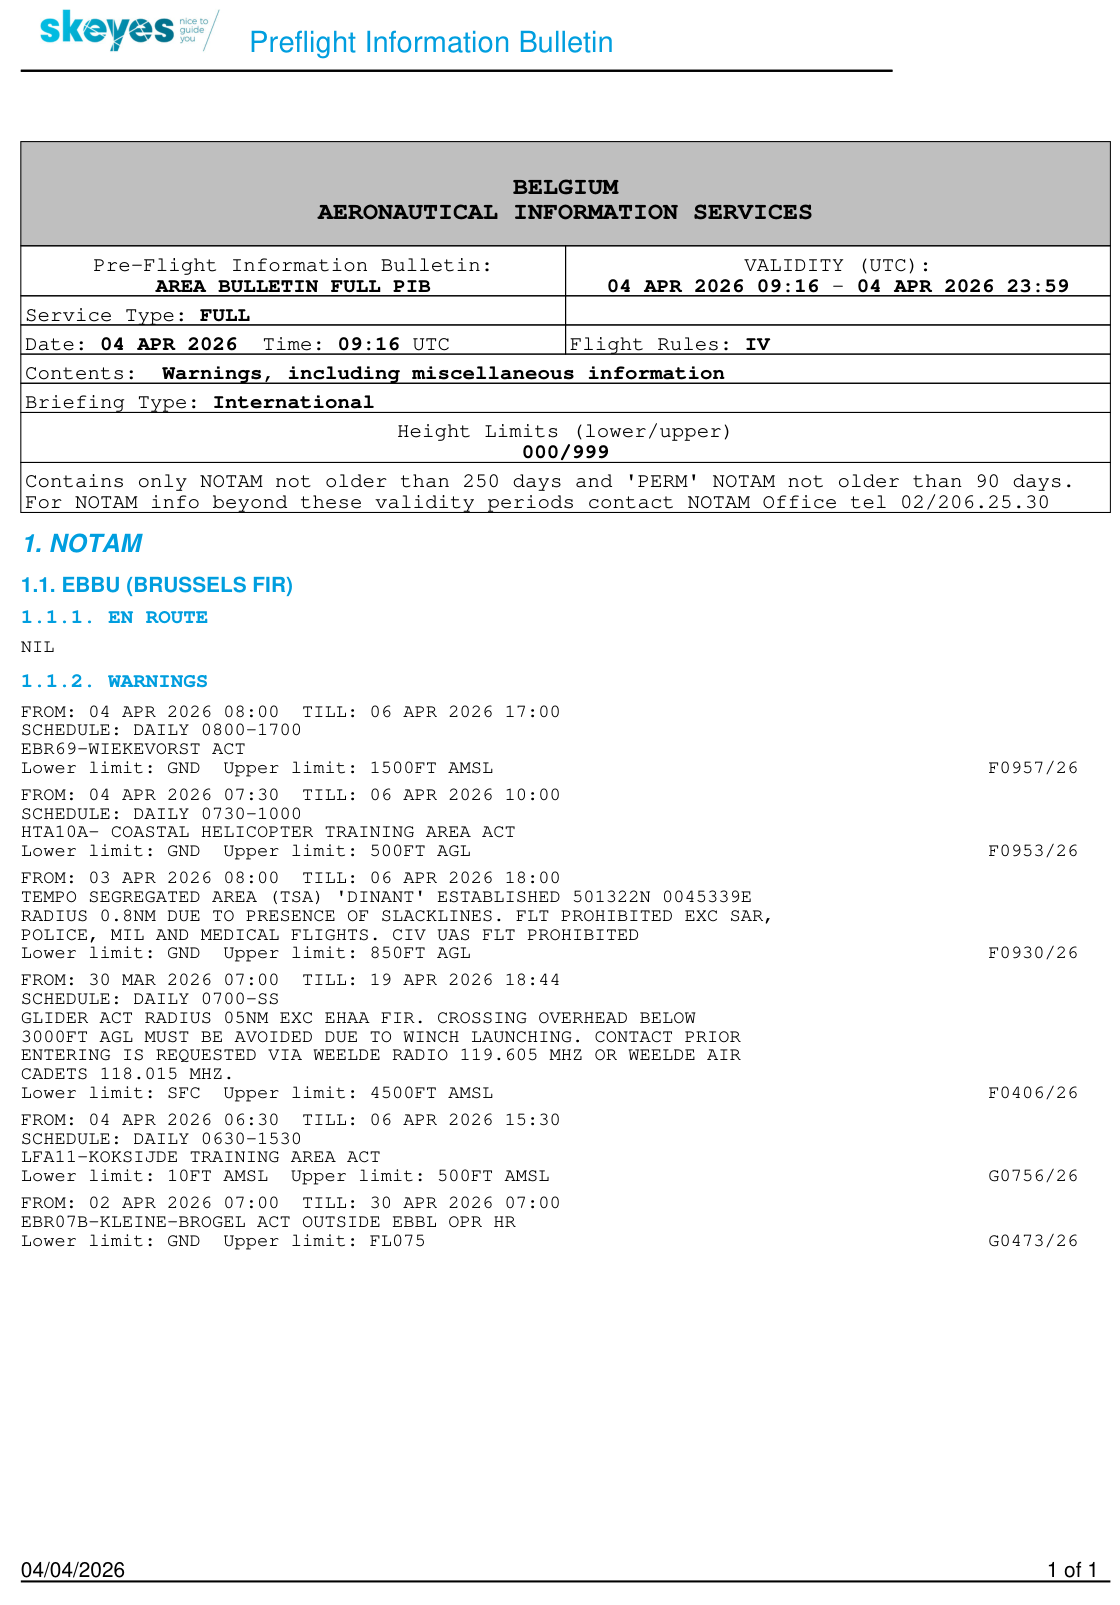 skeyes nice to guide you
Preflight Information Bulletin
BELGIUM
AERONAUTICAL INFORMATION SERVICES
Pre-Flight Information Bulletin:
AREA BULLETIN FULL PIB
VALIDITY (UTC):
04 APR 2026 09:16 - 04 APR 2026 23:59
Service Type: FULL
Date: 04 APR 2026  Time: 09:16 UTC
Flight Rules: IV
Contents:  Warnings, including miscellaneous information
Briefing Type: International
Height Limits (lower/upper)
000/999
Contains only NOTAM not older than 250 days and 'PERM' NOTAM not older than 90 days.
For NOTAM info beyond these validity periods contact NOTAM Office tel 02/206.25.30
1. NOTAM
1.1. EBBU (BRUSSELS FIR)
1.1.1. EN ROUTE
NIL
1.1.2. WARNINGS
FROM: 04 APR 2026 08:00  TILL: 06 APR 2026 17:00
SCHEDULE: DAILY 0800-1700
EBR69-WIEKEVORST ACT
Lower limit: GND  Upper limit: 1500FT AMSL F0957/26
FROM: 04 APR 2026 07:30  TILL: 06 APR 2026 10:00
SCHEDULE: DAILY 0730-1000
HTA10A- COASTAL HELICOPTER TRAINING AREA ACT
Lower limit: GND  Upper limit: 500FT AGL F0953/26
FROM: 03 APR 2026 08:00  TILL: 06 APR 2026 18:00
TEMPO SEGREGATED AREA (TSA) 'DINANT' ESTABLISHED 501322N 0045339E
RADIUS 0.8NM DUE TO PRESENCE OF SLACKLINES. FLT PROHIBITED EXC SAR,
POLICE, MIL AND MEDICAL FLIGHTS. CIV UAS FLT PROHIBITED
Lower limit: GND  Upper limit: 850FT AGL F0930/26
FROM: 30 MAR 2026 07:00  TILL: 19 APR 2026 18:44
SCHEDULE: DAILY 0700-SS
GLIDER ACT RADIUS 05NM EXC EHAA FIR. CROSSING OVERHEAD BELOW
3000FT AGL MUST BE AVOIDED DUE TO WINCH LAUNCHING. CONTACT PRIOR
ENTERING IS REQUESTED VIA WEELDE RADIO 119.605 MHZ OR WEELDE AIR
CADETS 118.015 MHZ.
Lower limit: SFC  Upper limit: 4500FT AMSL F0406/26
FROM: 04 APR 2026 06:30  TILL: 06 APR 2026 15:30
SCHEDULE: DAILY 0630-1530
LFA11-KOKSIJDE TRAINING AREA ACT
Lower limit: 10FT AMSL  Upper limit: 500FT AMSL G0756/26
FROM: 02 APR 2026 07:00  TILL: 30 APR 2026 07:00
EBR07B-KLEINE-BROGEL ACT OUTSIDE EBBL OPR HR
Lower limit: GND  Upper limit: FL075 G0473/26
04/04/2026
1 of 1